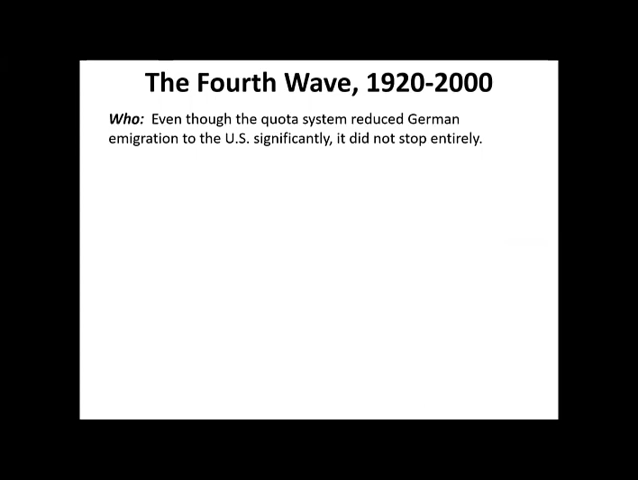 The Fourth Wave, 1920-2000
Who: Even though the quota system reduced German
emigration to the U.S. significantly, it did not stop entirely.